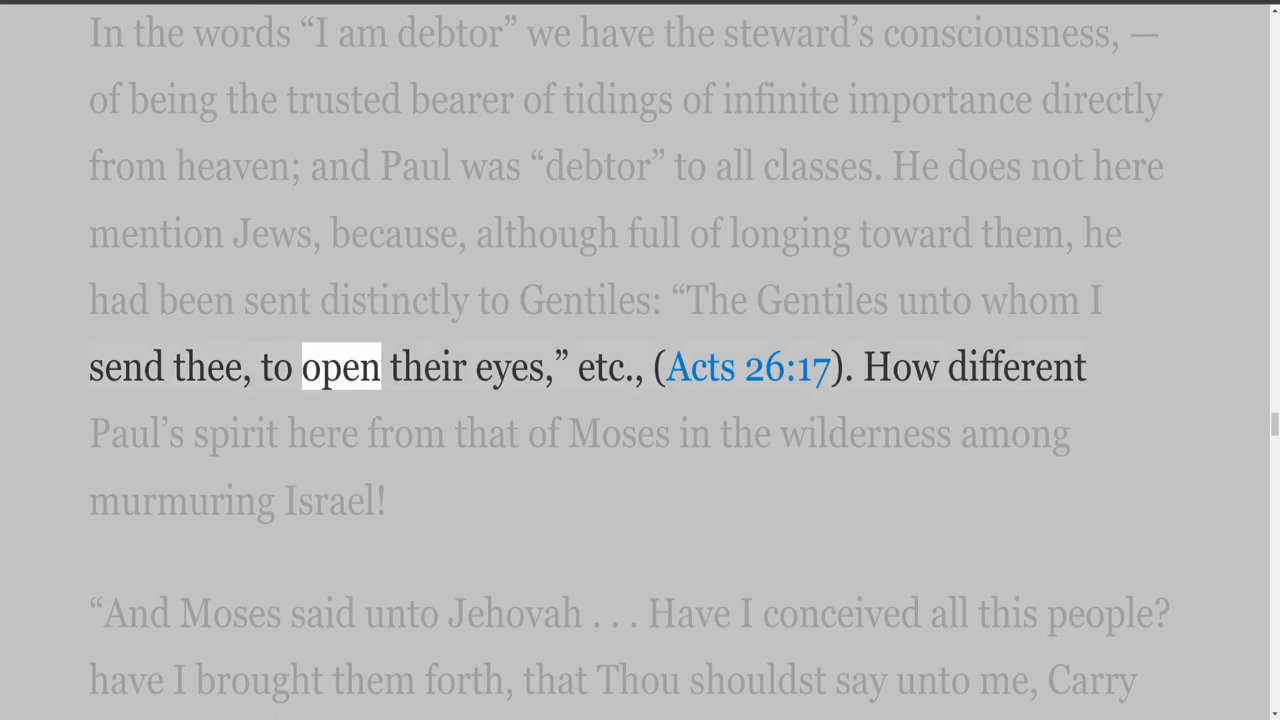 In the words “I am debtor” we have the steward’s consciousness, —
of being the trusted bearer of tidings of infinite importance directly
from heaven; and Paul was “debtor” to all classes. He does not here
mention Jews, because, although full of longing toward them, he
had been sent distinctly to Gentiles: “The Gentiles unto whom I
send thee, to open their eyes,” etc., (Acts 26:17). How different
Paul’s spirit here from that of Moses in the wilderness among
murmuring Israel!
“And Moses said unto Jehovah . . . Have I conceived all this people?
have I brought them forth, that Thou shouldst say unto me, Carry